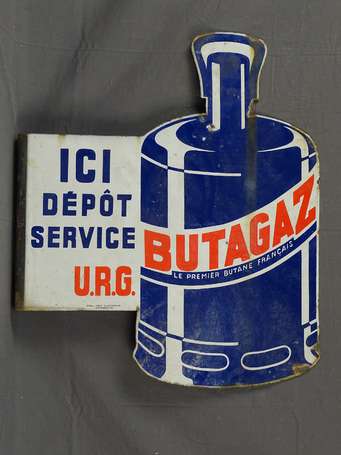 ICI
DÉPÔT
SERVICE
U.R.G.
BUTAGAZ
LE PREMIER BUTANE FRANÇAIS